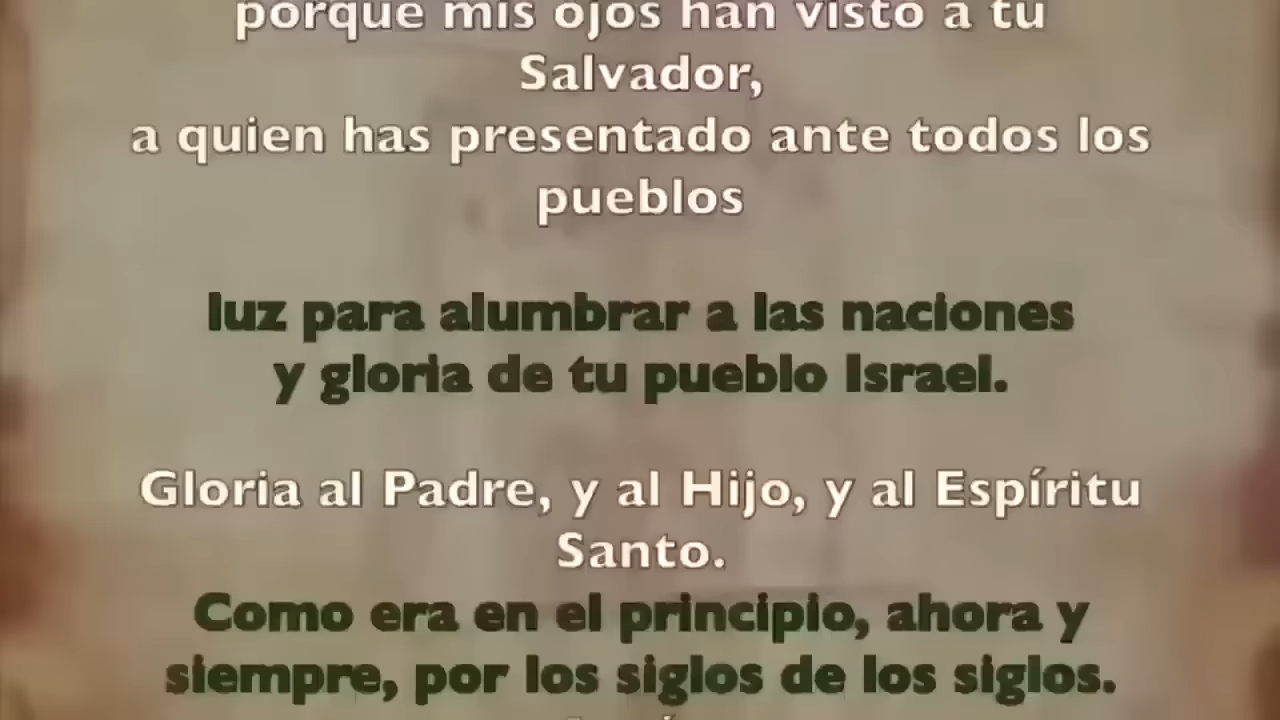 porque mis ojos han visto a tu
Salvador,
a quien has presentado ante todos los
pueblos
luz para alumbrar a las naciones
y gloria de tu pueblo Israel.
Gloria al Padre, y al Hijo, y al Espíritu
Santo.
Como era en el principio, ahora y
siempre, por los siglos de los siglos.